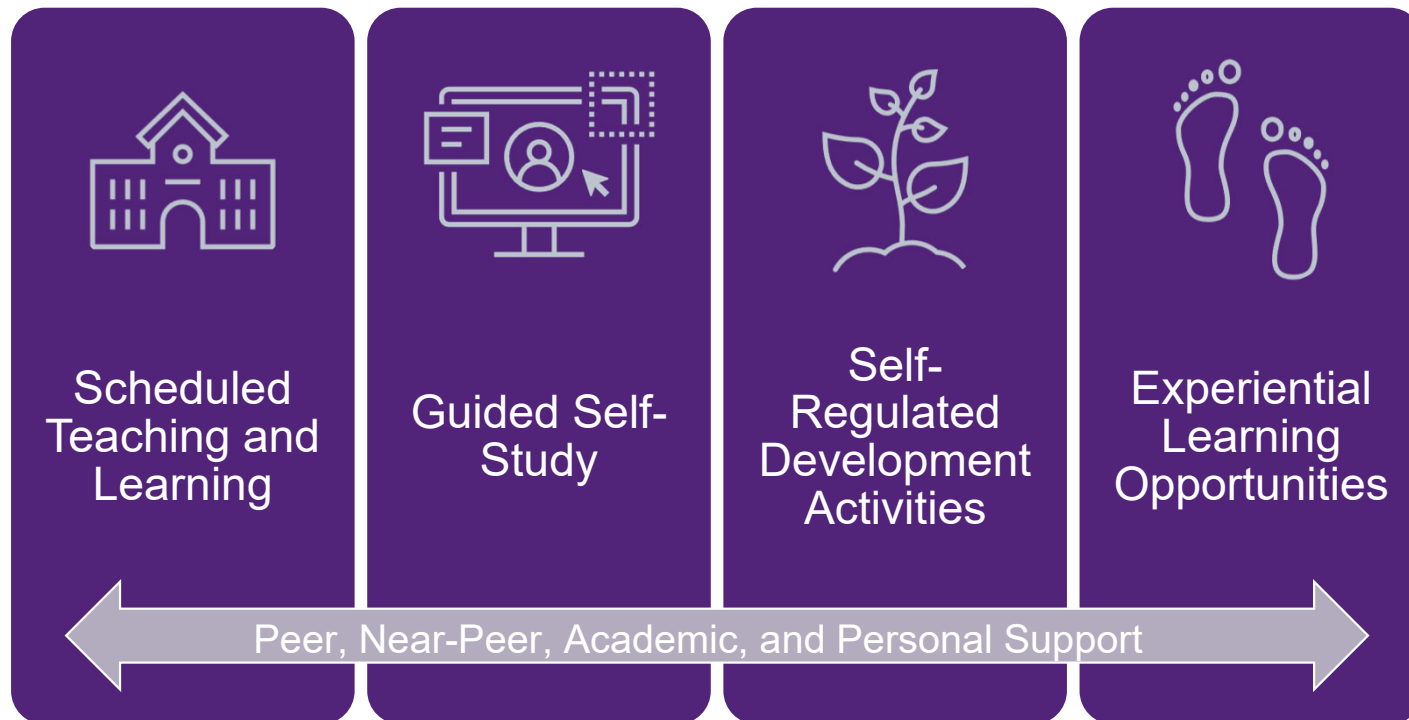 Scheduled
Teaching and
Learning
Guided Self-
Study
Self-
Regulated
Development
Activities
Experiential
Learning
Opportunities
Peer, Near-Peer, Academic, and Personal Support